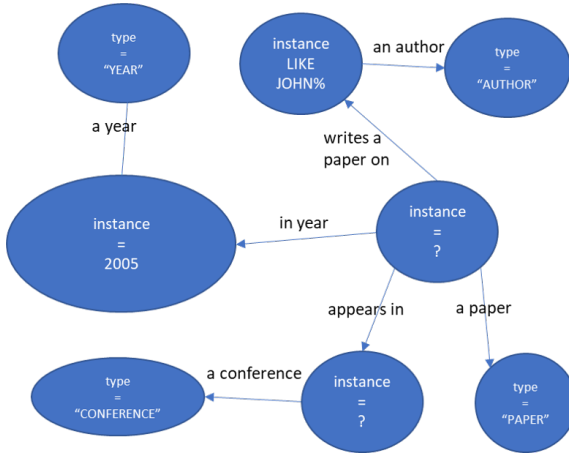 type
=
“YEAR”
instance
LIKE
JOHN%
an author
type
=
“AUTHOR”
a year
writes a
paper on
instance
=
2005
in year
instance
=
?
appears in
a paper
type
=
“CONFERENCE”
a conference
instance
=
?
type
=
“PAPER”